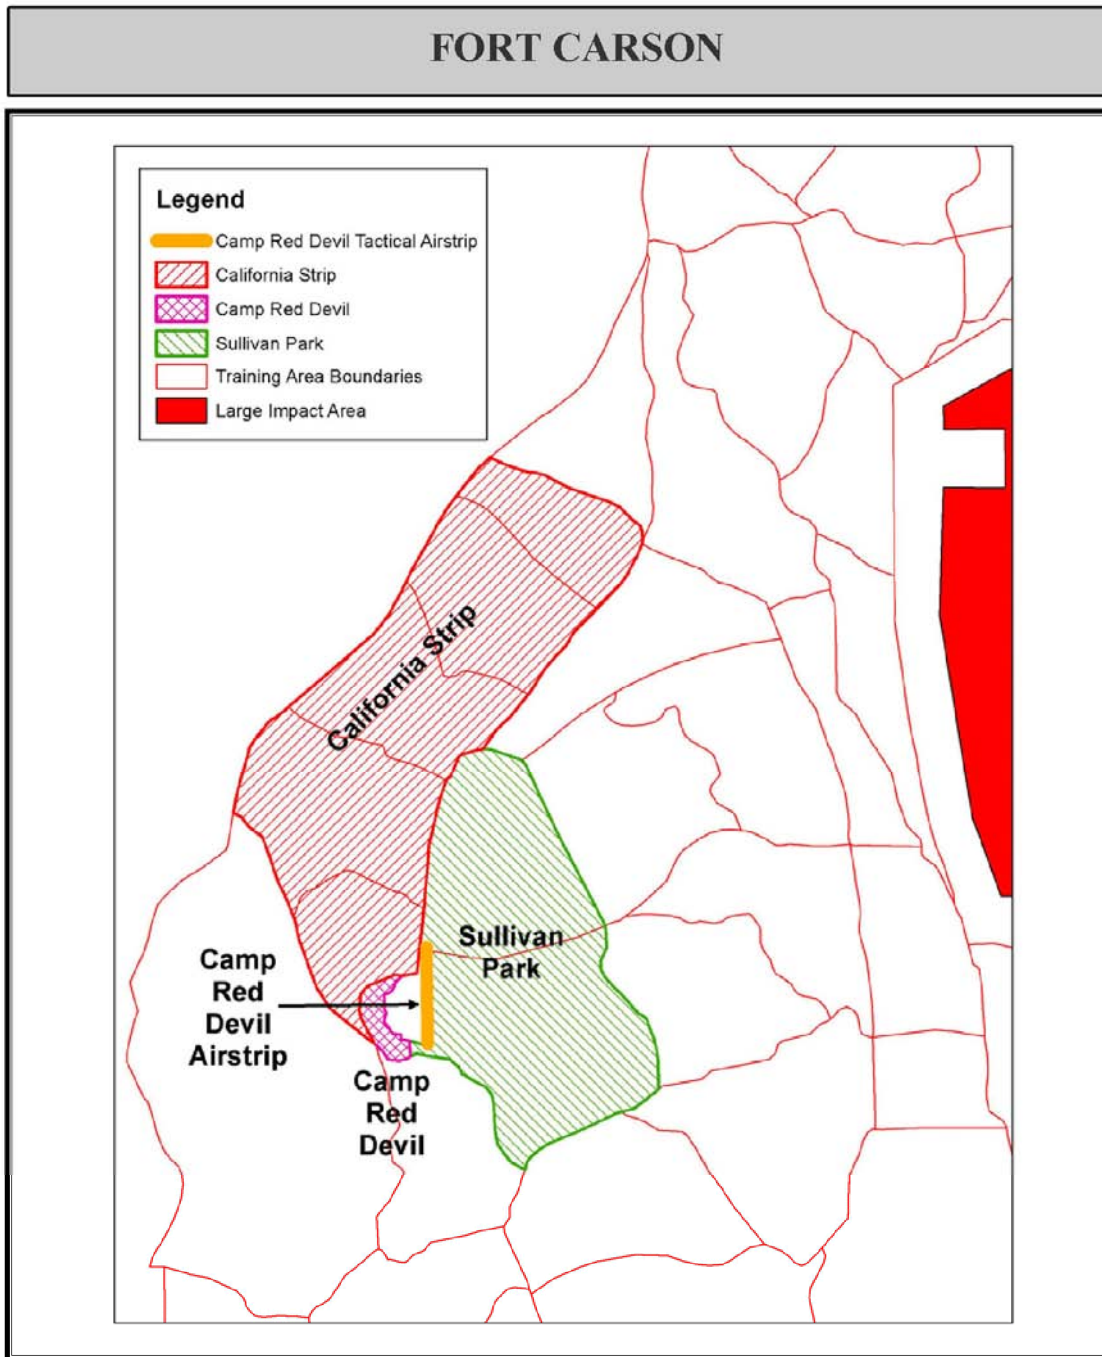 FORT CARSON
Legend
Camp Red Devil Tactical Airstrip
California Strip
Camp Red Devil
Sullivan Park
Training Area Boundaries
Large Impact Area
California Strip
Sullivan
Park
Camp
Red
Devil
Airstrip
Camp
Red
Devil